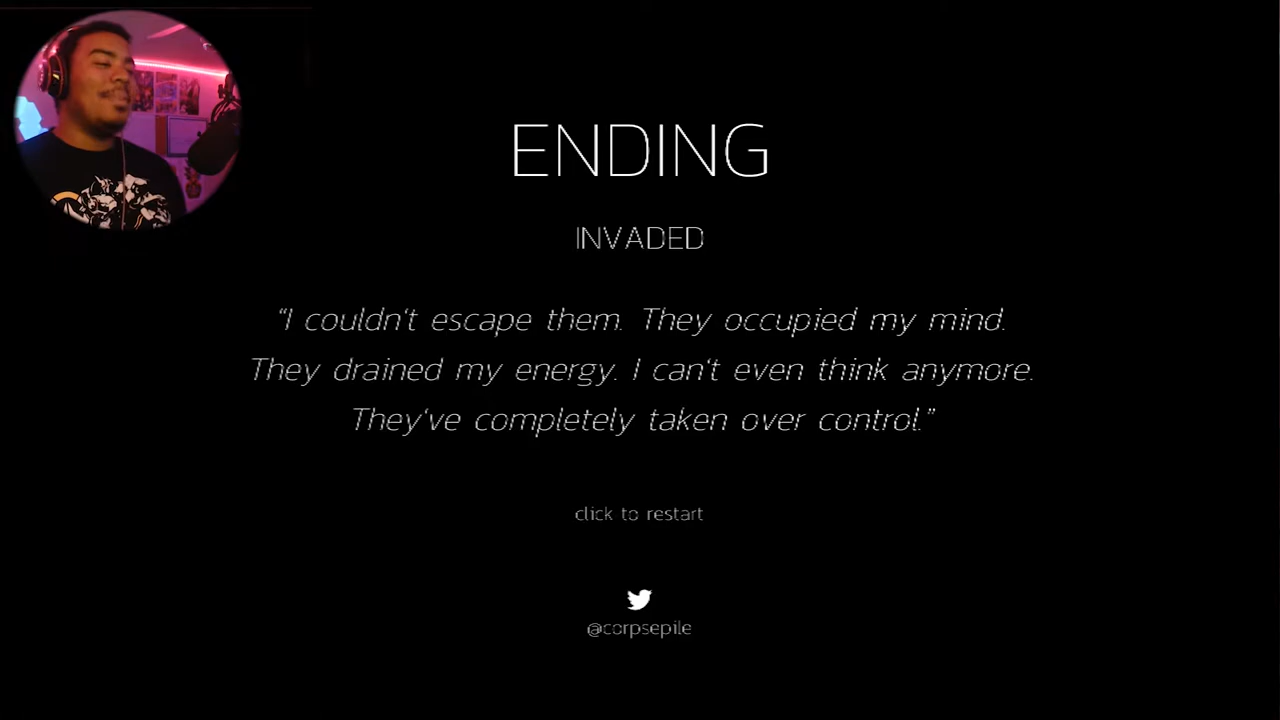 ENDING
INVADED
“I couldn't escape them. They occupied my mind.
They drained my energy. I can't even think anymore.
They've completely taken over control.”
click to restart
@corpsepile